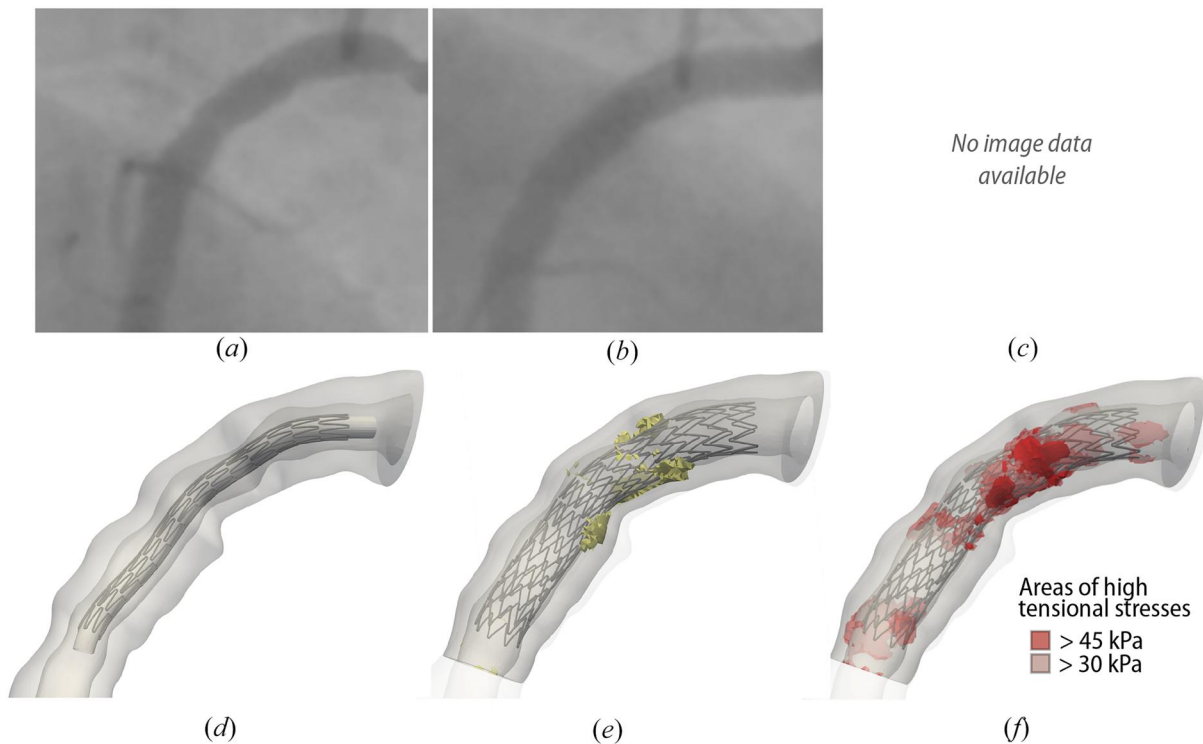 No image data
available
(a)
(b)
(c)
Areas of high
tensional stresses
> 45 kPa
> 30 kPa
(d)
(e)
(f)